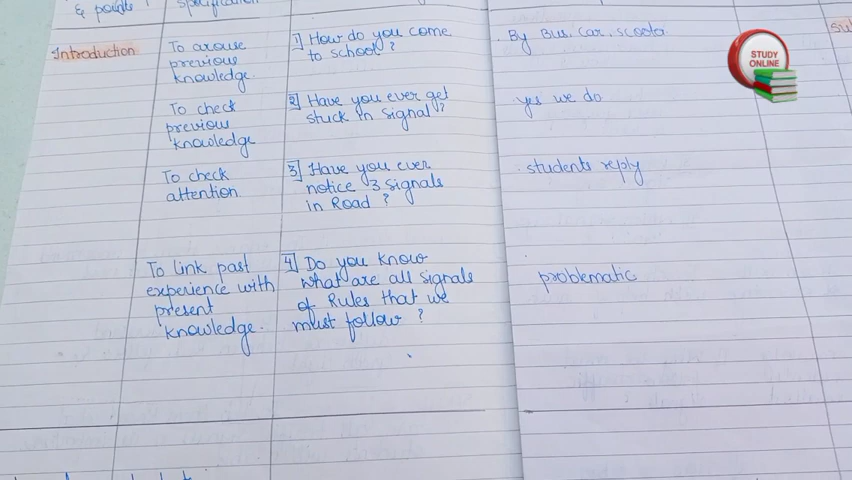 & points
specification
Introduction
To arouse
previous
knowledge.
1] How do you come
to school ?
. By Bus, Car, scooter.
To check
previous
knowledge
2] Have you ever get
stuck in signal ?
yes we do
To check
attention
3] Have you ever
notice 3 signals
in Road ?
. students reply
To link past
experience with
present
knowledge.
4] Do you know
what are all signals
of Rules that we
must follow ?
problematic
STUDY
ONLINE